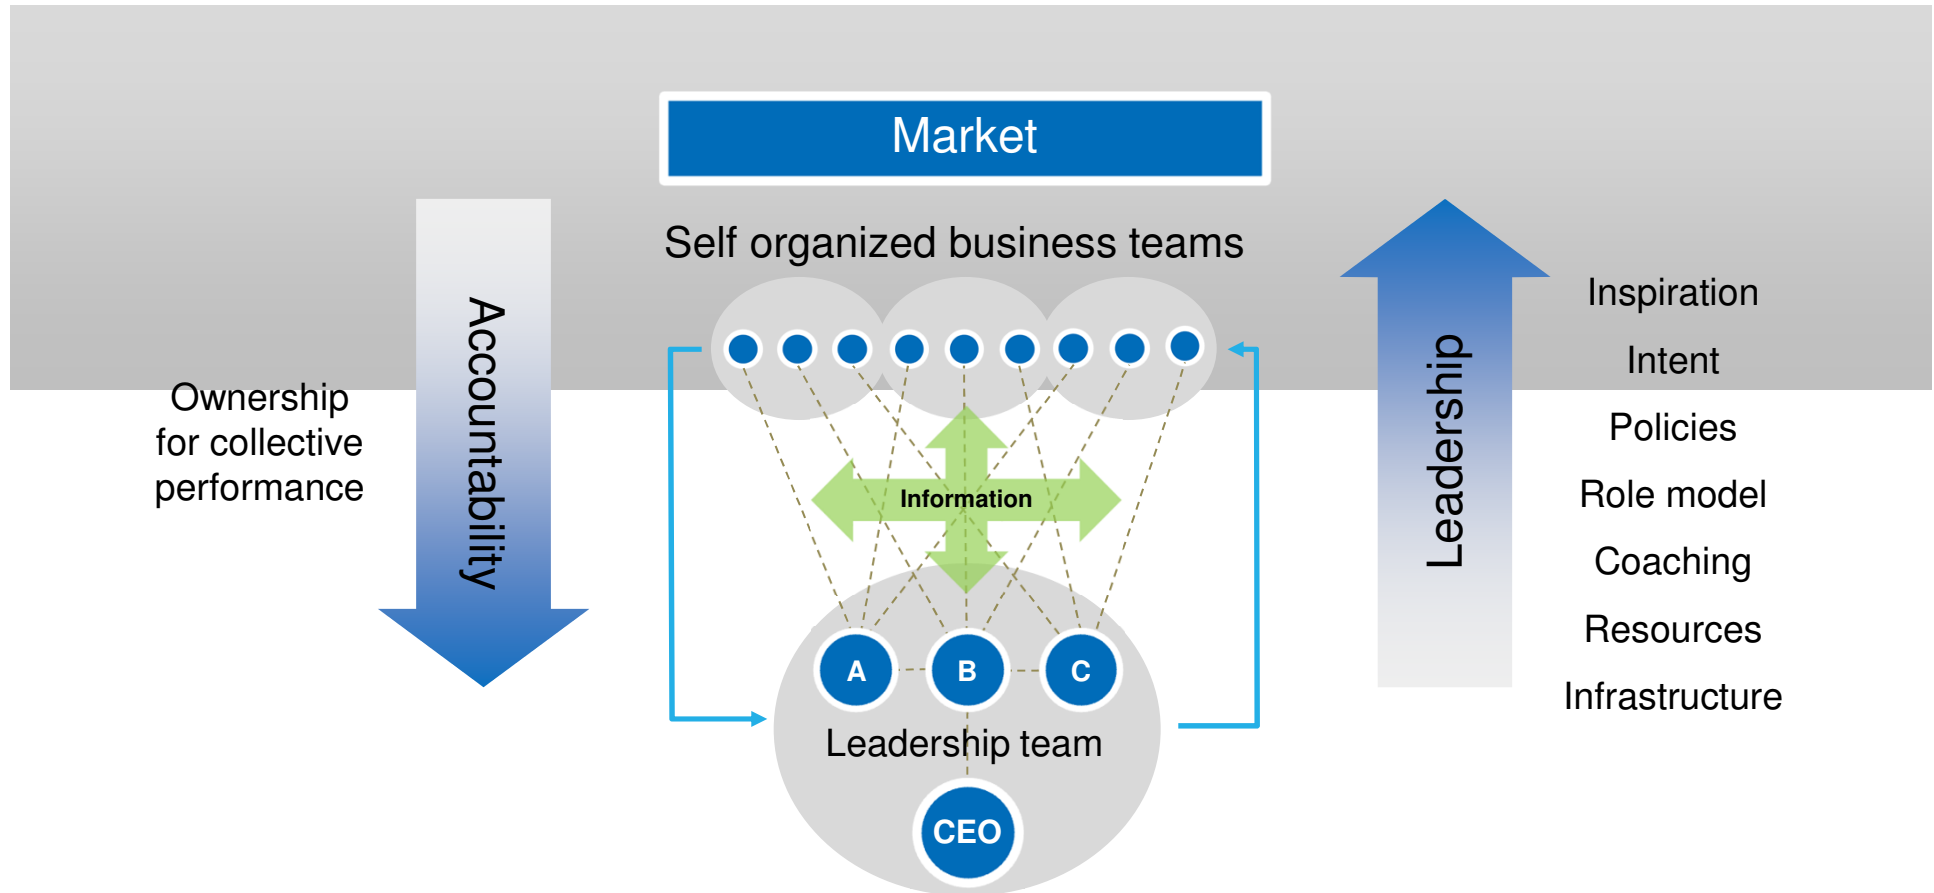 Market
Self organized business teams
Accountability
Ownership
for collective
performance
Information
A
B
C
Leadership team
CEO
Leadership
Inspiration
Intent
Policies
Role model
Coaching
Resources
Infrastructure